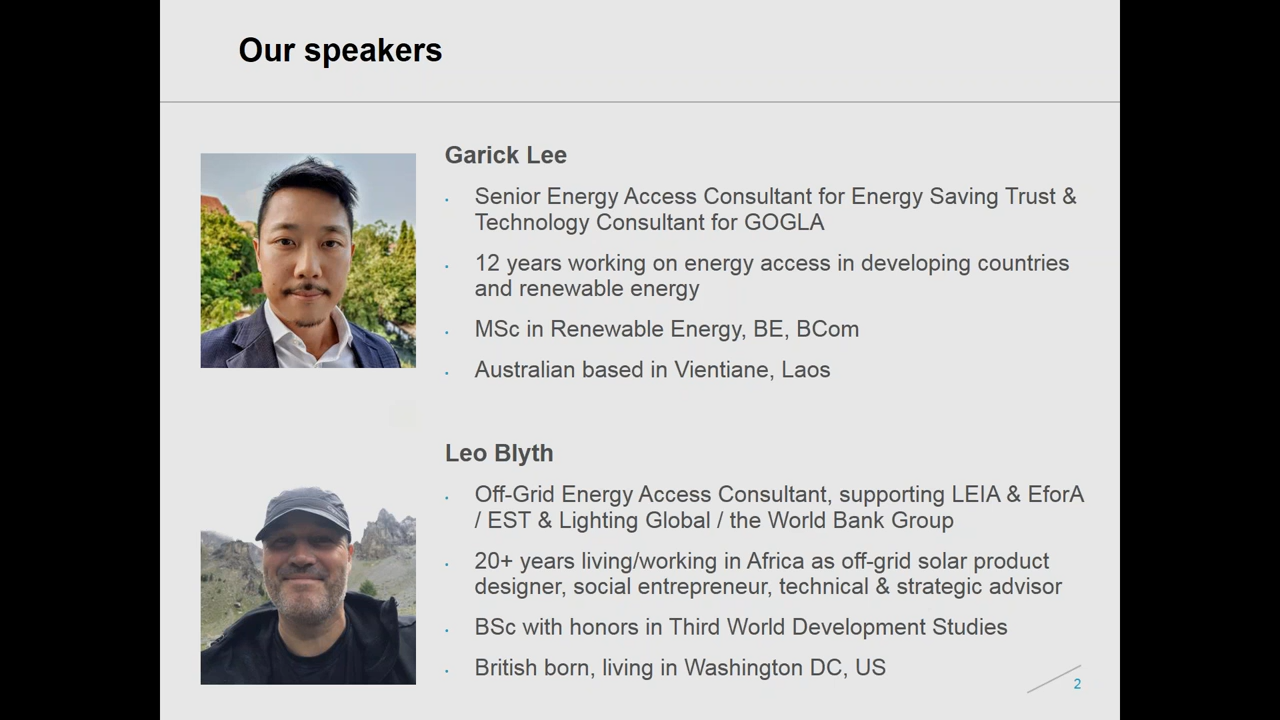 Our speakers
Garick Lee
· Senior Energy Access Consultant for Energy Saving Trust &
Technology Consultant for GOGLA
· 12 years working on energy access in developing countries
and renewable energy
· MSc in Renewable Energy, BE, BCom
· Australian based in Vientiane, Laos
Leo Blyth
· Off-Grid Energy Access Consultant, supporting LEIA & EforA
/ EST & Lighting Global / the World Bank Group
· 20+ years living/working in Africa as off-grid solar product
designer, social entrepreneur, technical & strategic advisor
· BSc with honors in Third World Development Studies
· British born, living in Washington DC, US
2